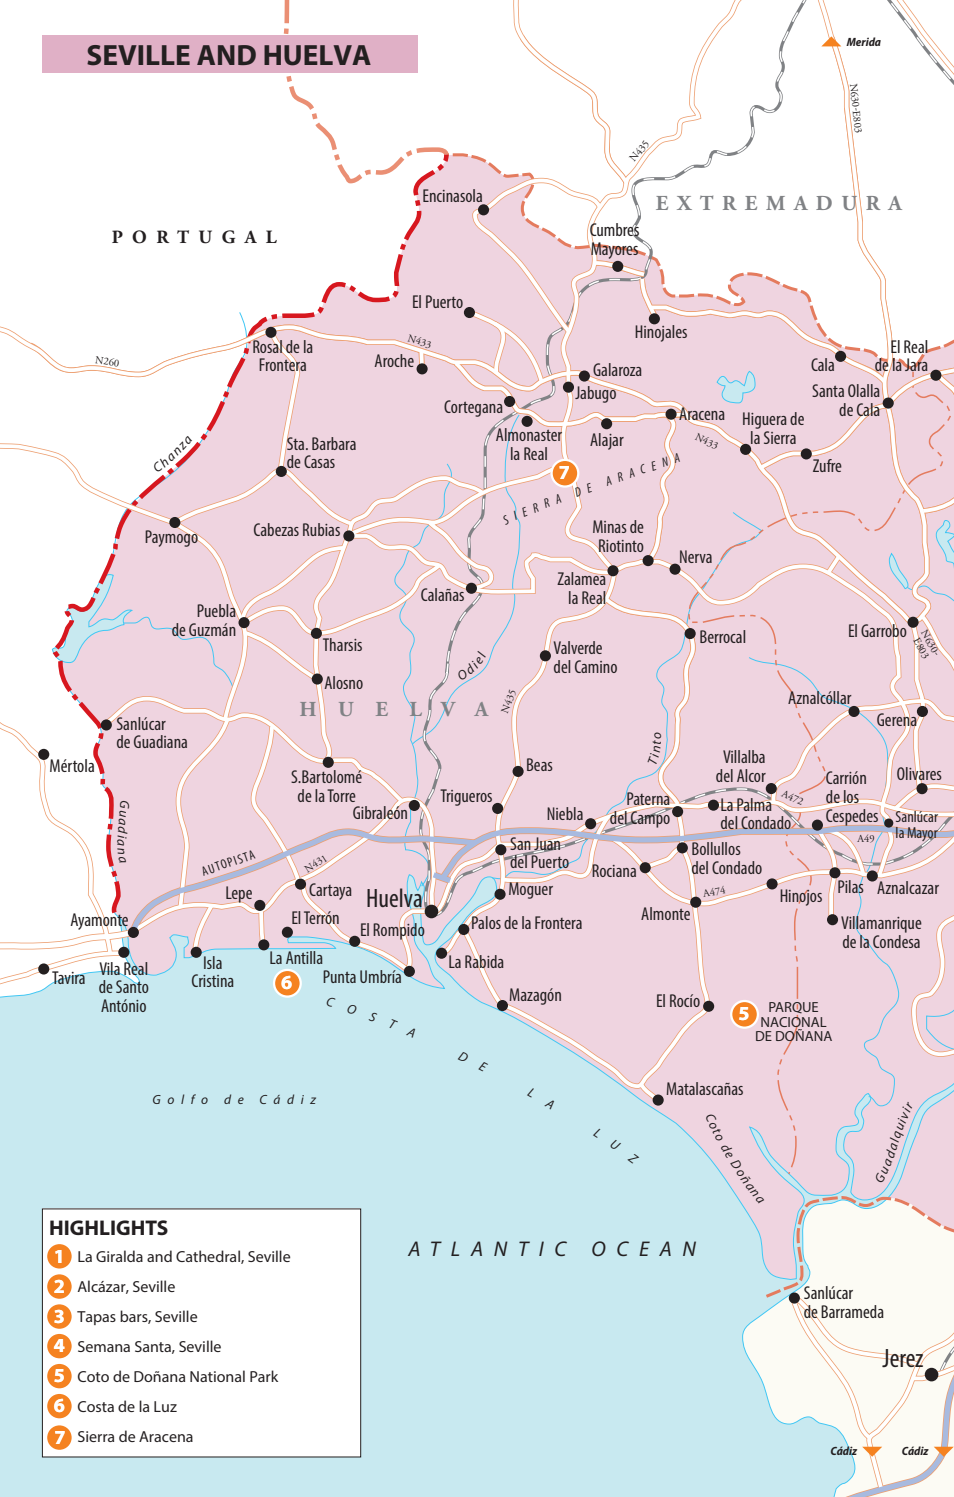 SEVILLE AND HUELVA
Merida
N630-E803
N435
EXTREMADURA
PORTUGAL
Encinasola
Cumbres
Mayores
El Puerto
Hinojales
N433
N260
Rosal de la
Frontera
Aroche
El Real
de la Jara
Cala
Galaroza
Jabugo
Santa Olalla
de Cala
Cortegana
Aracena
Higuera de
la Sierra
Almonaster
la Real
Alajar
N433
Zufre
Chanza
Sta. Barbara
de Casas
7
SIERRA DE ARACENA
Paymogo
Cabezas Rubias
Minas de
Riotinto
Nerva
Zalamea
la Real
Calañas
Puebla
de Guzmán
Tharsis
Berrocal
El Garrobo
N630-
E803
Valverde
del Camino
Odiel
Alosno
N435
HUELVA
Aznalcóllar
Gerena
Sanlúcar
de Guadiana
Tinto
Mértola
Beas
Villalba
del Alcor
S.Bartolomé
de la Torre
Carrión
de los
Cespedes
Olivares
Trigueros
Gibraleón
Niebla
Paterna
del Campo
A472
La Palma
del Condado
Sanlúcar
la Mayor
A49
Guadiana
AUTOPISTA
N431
San Juan
del Puerto
Bollullos
del Condado
Rociana
Lepe
Cartaya
Huelva
Moguer
A474
Hinojos
Pilas
Aznalcazar
Almonte
Ayamonte
El Terrón
El Rompido
Palos de la Frontera
Villamanrique
de la Condesa
Tavira
Vila Real
de Santo
António
Isla
Cristina
La Antilla
6
Punta Umbría
La Rabida
Mazagón
El Rocío
5
PARQUE
NACIONAL
DE DOÑANA
COSTA DE LA LUZ
Golfo de Cádiz
Matalascañas
Coto de Doñana
Guadalquivir
ATLANTIC OCEAN
Sanlúcar
de Barrameda
Jerez
Cádiz
Cádiz
HIGHLIGHTS
1 La Giralda and Cathedral, Seville
2 Alcázar, Seville
3 Tapas bars, Seville
4 Semana Santa, Seville
5 Coto de Doñana National Park
6 Costa de la Luz
7 Sierra de Aracena